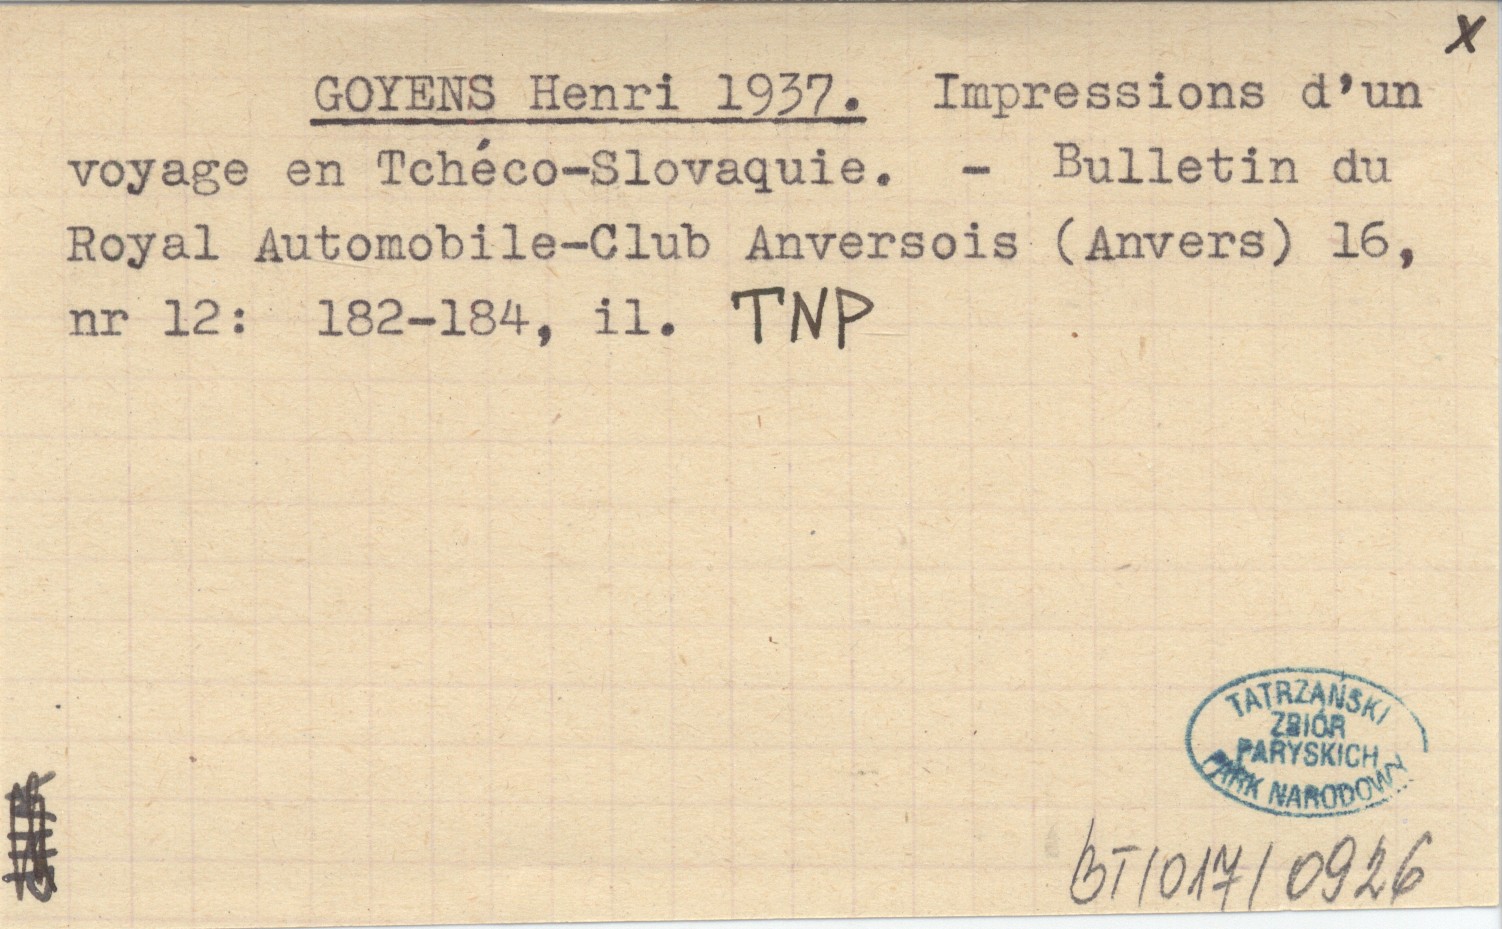 X
GOYENS Henri 1937. Impressions d'un
voyage en Tchéco-Slovaquie. - Bulletin du
Royal Automobile-Club Anversois (Anvers) 16,
nr 12: 182-184, il. TNP
TATRZAŃSKI
ZBIÓR
PARYSKICH
PARK NARODOWY
BT/017/0926